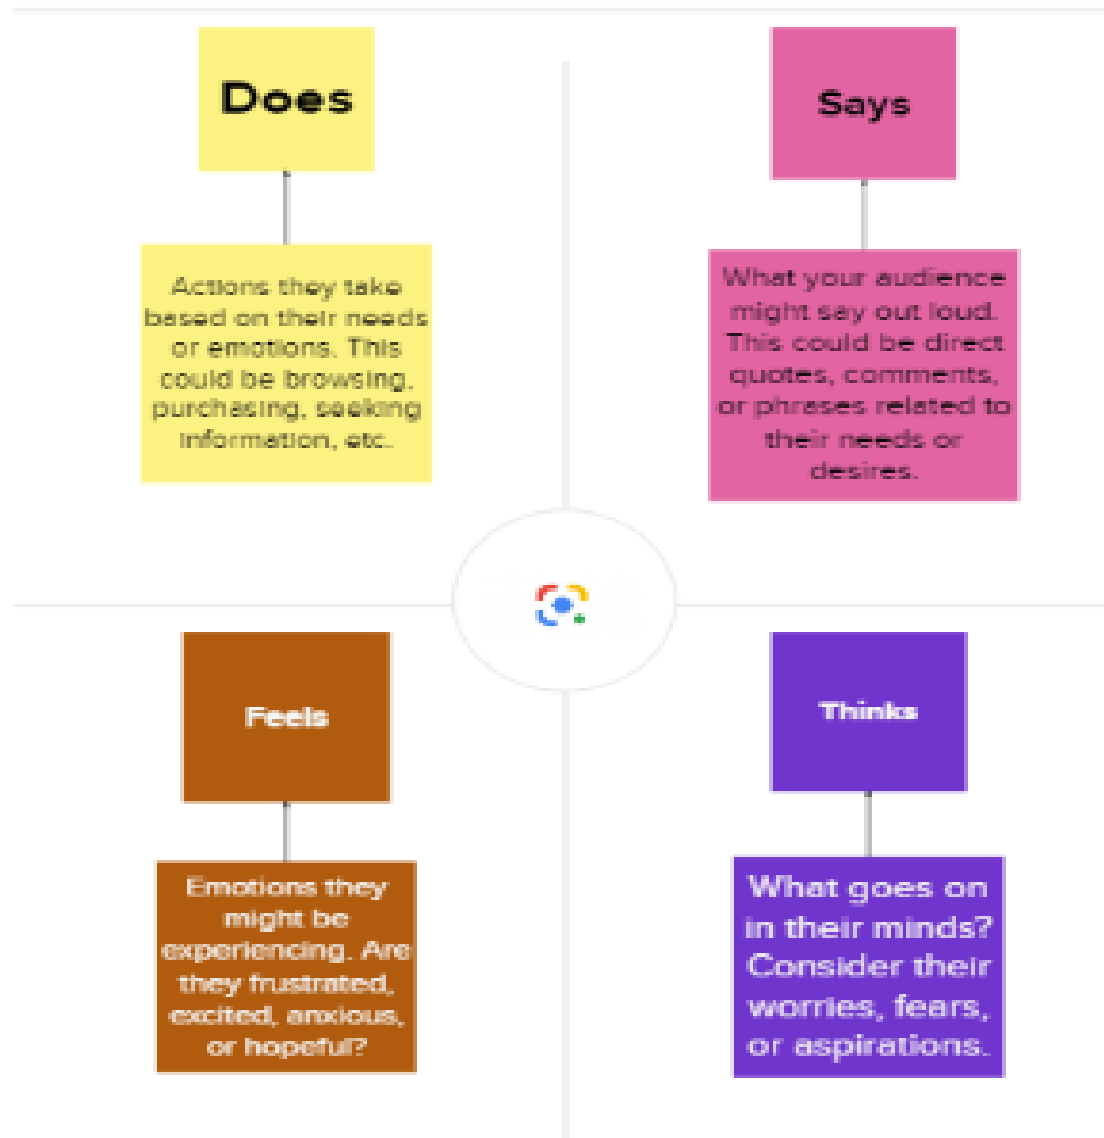 Does
Actions they take
based on their needs
or emotions. This
could be browsing,
purchasing, seeking
information, etc.
Says
What your audience
might say out loud.
This could be direct
quotes, comments,
or phrases related to
their needs or
desires.
Feels
Emotions they
might be
experiencing. Are
they frustrated,
excited, anxious,
or hopeful?
Thinks
What goes on
in their minds?
Consider their
worries, fears,
or aspirations.